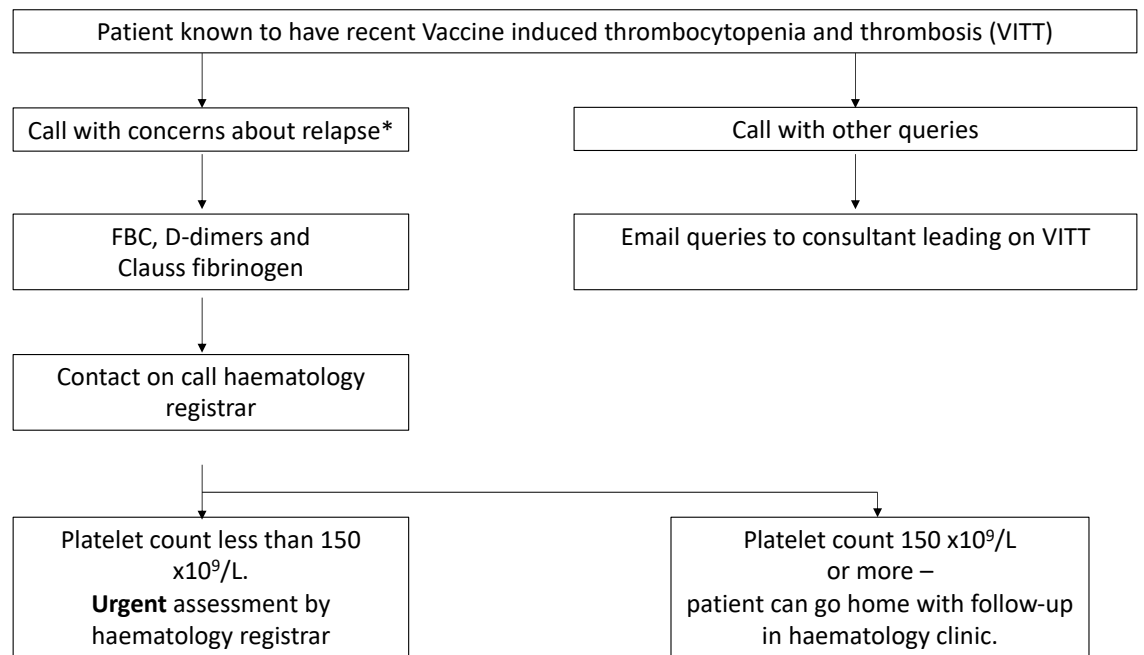 Patient known to have recent Vaccine induced thrombocytopenia and thrombosis (VITT)
Call with concerns about relapse*
Call with other queries
FBC, D-dimers and
Clauss fibrinogen
Email queries to consultant leading on VITT
Contact on call haematology
registrar
Platelet count less than 150
x10⁹/L.
Urgent assessment by
haematology registrar
Platelet count 150 x10⁹/L
or more –
patient can go home with follow-up
in haematology clinic.